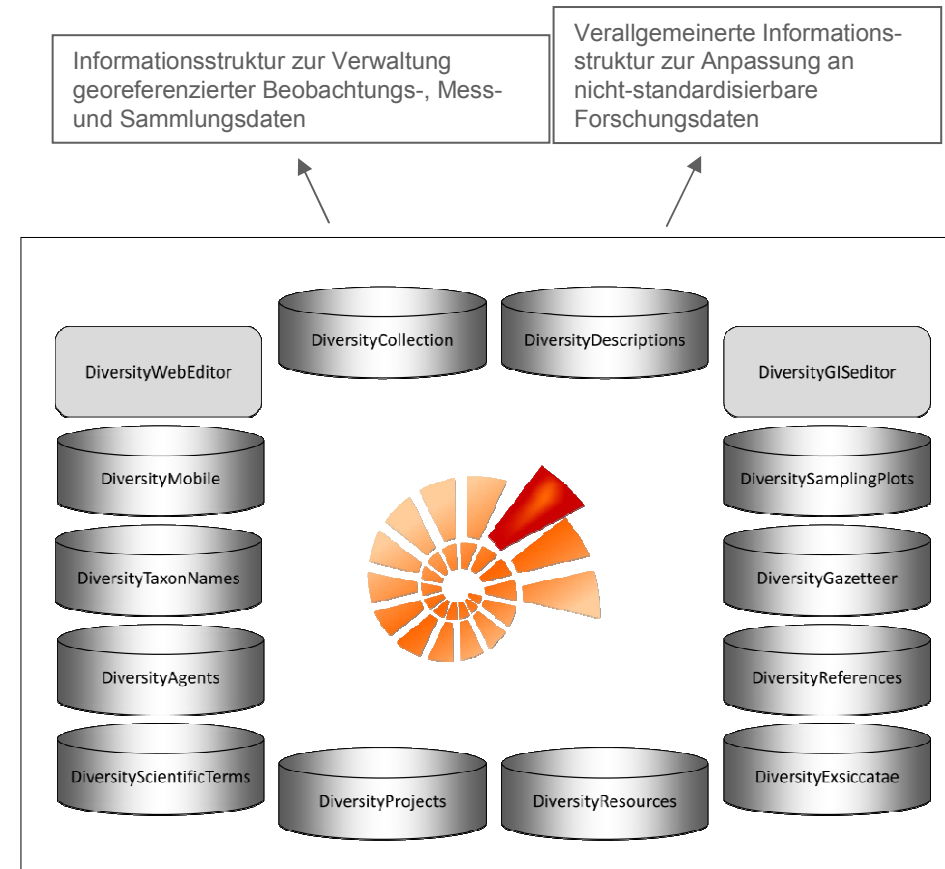 Informationsstruktur zur Verwaltung
georeferenzierter Beobachtungs-, Mess-
und Sammlungsdaten
Verallgemeinerte Informations-
struktur zur Anpassung an
nicht-standardisierbare
Forschungsdaten
DiversityCollection
DiversityDescriptions
DiversityWebEditor
DiversityGISeditor
DiversityMobile
DiversitySamplingPlots
DiversityTaxonNames
DiversityGazetteer
DiversityAgents
DiversityReferences
DiversityScientificTerms
DiversityExsiccatae
DiversityProjects
DiversityResources